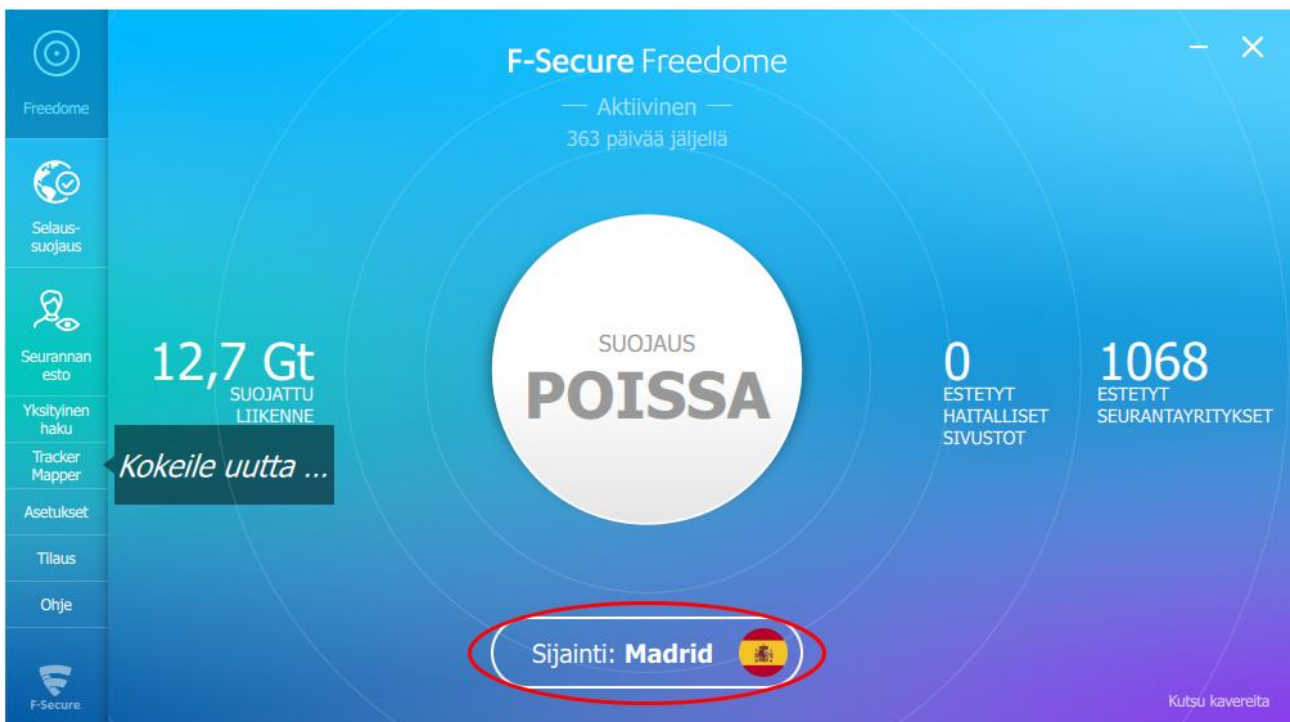 Freedome
Selaus-
suojaus
Seurannan
esto
Yksityinen
haku
Tracker
Mapper
Asetukset
Tilaus
Ohje
F-Secure
F-Secure Freedome
— Aktiivinen —
363 päivää jäljellä
12,7 Gt
SUOJATTU
LIIKENNE
Kokeile uutta ...
SUOJAUS
POISSA
0
ESTETYT
HAITALLISET
SIVUSTOT
1068
ESTETYT
SEURANTAYRITYKSET
Sijainti: Madrid
Kutsu kavereita